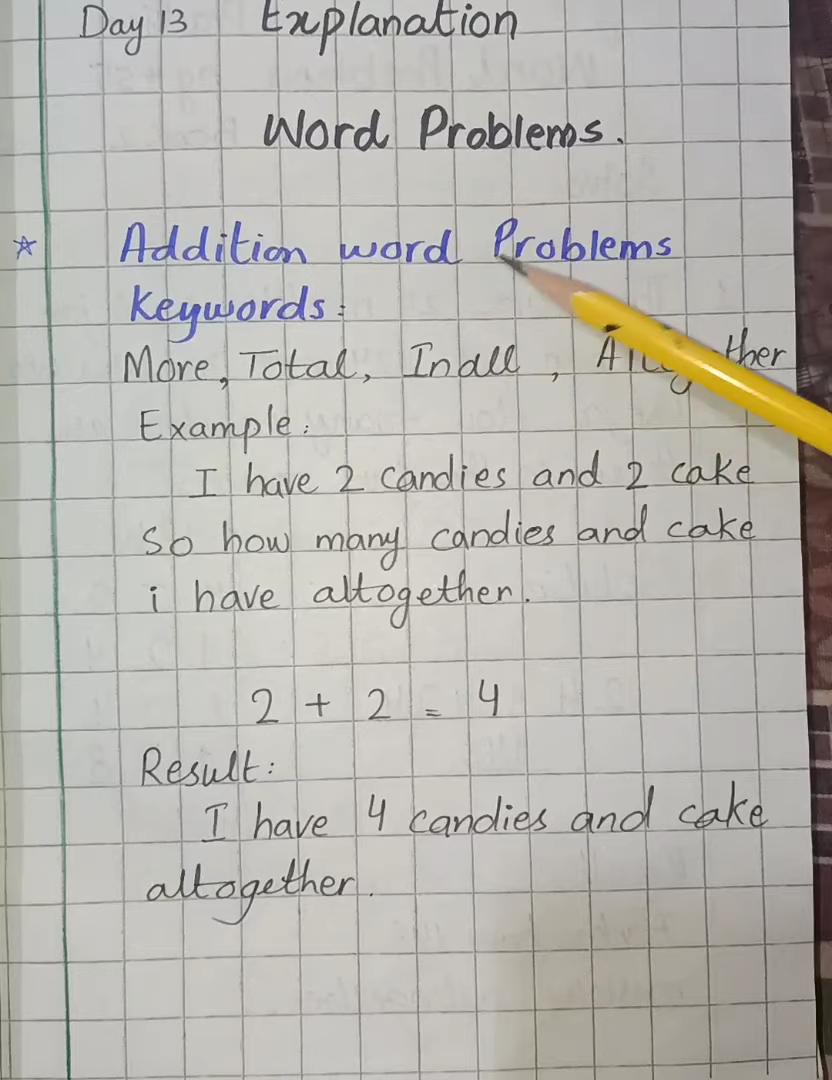 Day 13 Explanation
Word Problems.
☆ Addition word Problems
Keywords:
More, Total, Inall, Altogether
Example:
I have 2 candies and 2 cake
so how many candies and cake
i have altogether.
2 + 2 = 4
Result:
I have 4 candies and cake
altogether.